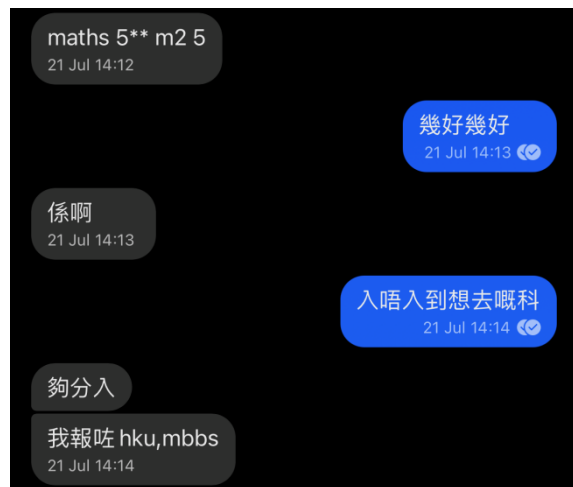 maths 5** m2 5
21 Jul 14:12
幾好幾好
21 Jul 14:13
係啊
21 Jul 14:13
入唔入到想去嘅科
21 Jul 14:14
夠分入
我報咗 hku,mbbs
21 Jul 14:14